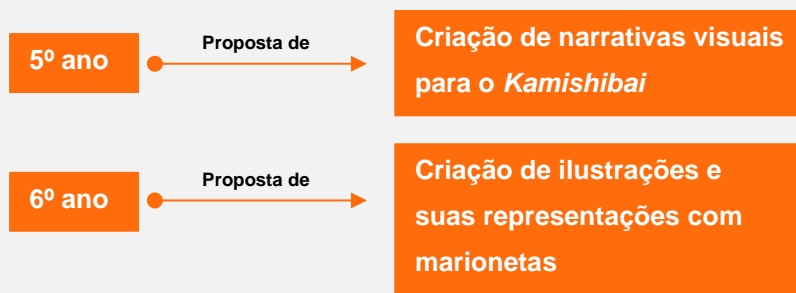 5º ano
Proposta de
Criação de narrativas visuais
para o Kamishibai
6º ano
Proposta de
Criação de ilustrações e
suas representações com
marionetas